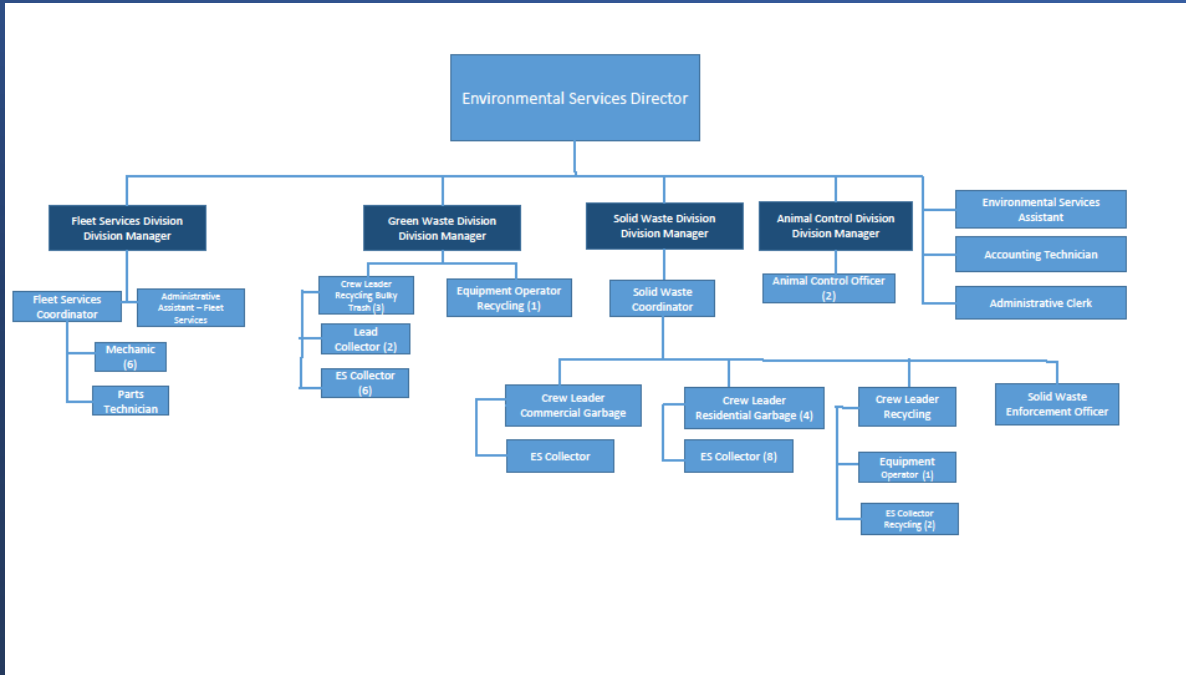 Environmental Services Director
Fleet Services Division
Division Manager
Green Waste Division
Division Manager
Solid Waste Division
Division Manager
Animal Control Division
Division Manager
Environmental Services
Assistant
Accounting Technician
Administrative Clerk
Fleet Services
Coordinator
Administrative
Assistant – Fleet
Services
Mechanic
(6)
Parts
Technician
Crew Leader
Recycling Bulky
Trash (3)
Lead
Collector (2)
ES Collector
(6)
Equipment Operator
Recycling (1)
Solid Waste
Coordinator
Animal Control Officer
(2)
Crew Leader
Commercial Garbage
ES Collector
Crew Leader
Residential Garbage (4)
ES Collector (8)
Crew Leader
Recycling
Equipment
Operator (1)
ES Collector
Recycling (2)
Solid Waste
Enforcement Officer